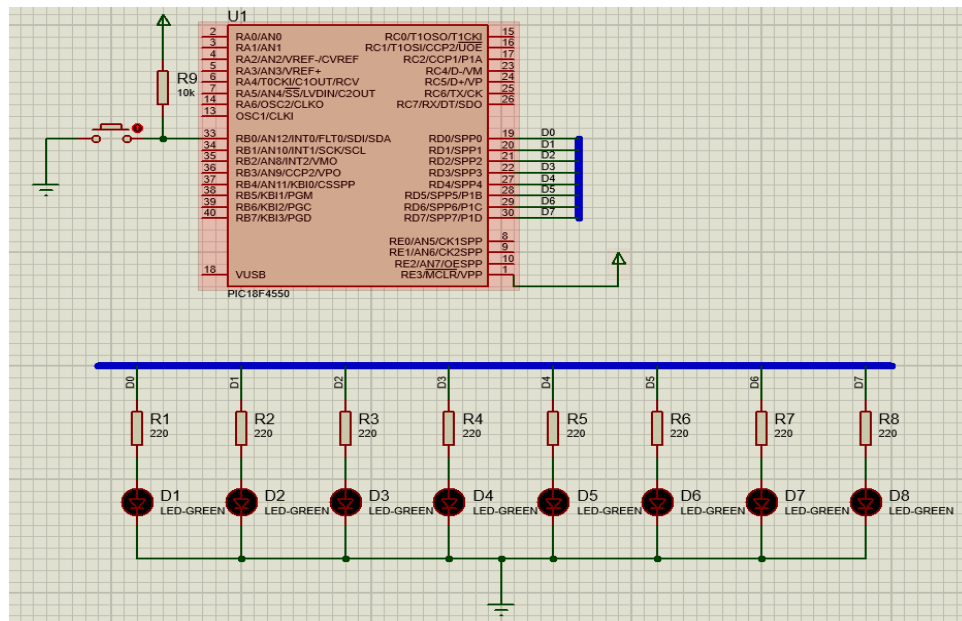 U1
2 RA0/AN0 RC0/T1OSO/T1CKI 15
3 RA1/AN1 RC1/T1OSI/CCP2/UOE 16
4 RA2/AN2/VREF-/CVREF RC2/CCP1/P1A 17
5 RA3/AN3/VREF+ RC4/D-/VM 23
6 RA4/T0CKI/C1OUT/RCV RC5/D+/VP 24
7 RA5/AN4/SS/LVDIN/C2OUT RC6/TX/CK 25
14 RA6/OSC2/CLKO RC7/RX/DT/SDO 26
13 OSC1/CLKI
R9
10k
33 RB0/AN12/INT0/FLT0/SDI/SDA RD0/SPP0 19 D0
34 RB1/AN10/INT1/SCK/SCL RD1/SPP1 20 D1
35 RB2/AN8/INT2/VMO RD2/SPP2 21 D2
36 RB3/AN9/CCP2/VPO RD3/SPP3 22 D3
37 RB4/AN11/KBI0/CSSPP RD4/SPP4 27 D4
38 RB5/KBI1/PGM RD5/SPP5/P1B 28 D5
39 RB6/KBI2/PGC RD6/SPP6/P1C 29 D6
40 RB7/KBI3/PGD RD7/SPP7/P1D 30 D7
RE0/AN5/CK1SPP 8
RE1/AN6/CK2SPP 9
RE2/AN7/OESPP 10
18 VUSB RE3/MCLR/VPP 1
PIC18F4550
D0 D1 D2 D3 D4 D5 D6 D7
R1 R2 R3 R4 R5 R6 R7 R8
220 220 220 220 220 220 220 220
D1 D2 D3 D4 D5 D6 D7 D8
LED-GREEN LED-GREEN LED-GREEN LED-GREEN LED-GREEN LED-GREEN LED-GREEN LED-GREEN